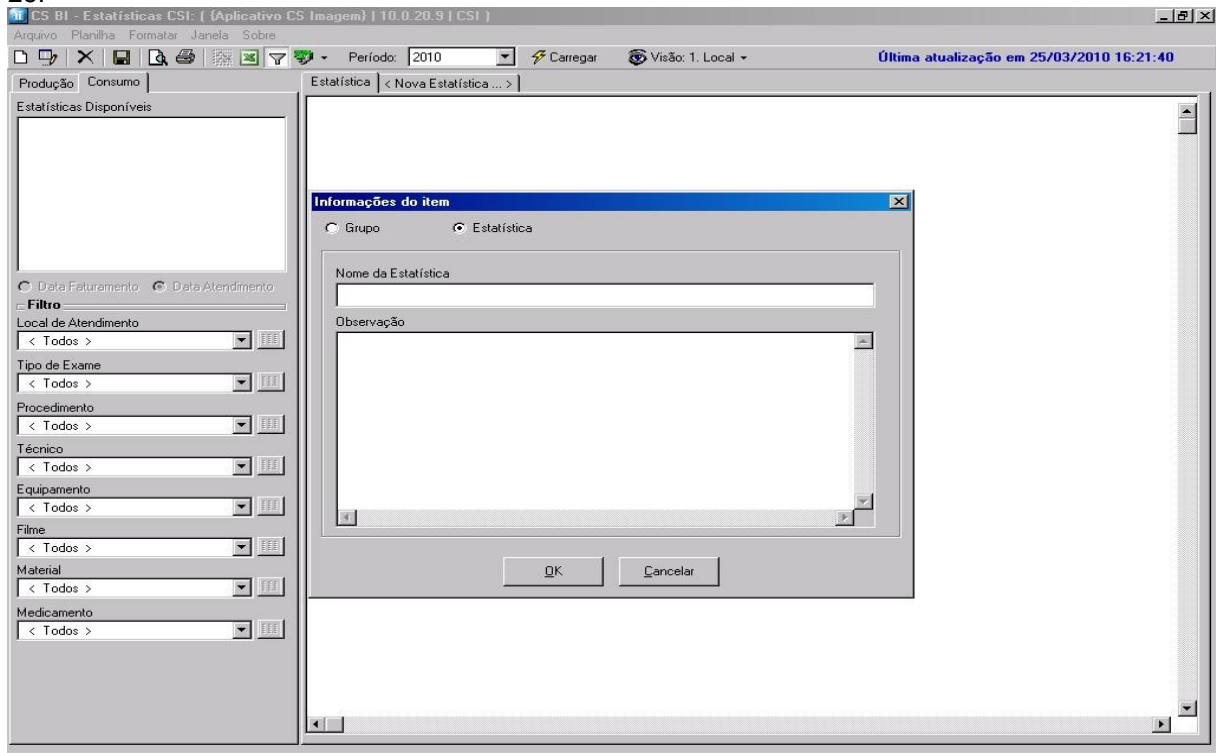 CS BI - Estatísticas CSI: [ {Aplicativo CS Imagem} | 10.0.20.9 | CSI ]
Arquivo Planilha Formatar Janela Sobre
Período: 2010 Carregar Visão: 1. Local Última atualização em 25/03/2010 16:21:40
Produção Consumo
Estatística < Nova Estatística ... >
Estatísticas Disponíveis
Informações do item
Grupo Estatística
Nome da Estatística
Observação
OK Cancelar
Data Faturamento Data Atendimento
Filtro
Local de Atendimento
< Todos >
Tipo de Exame
< Todos >
Procedimento
< Todos >
Técnico
< Todos >
Equipamento
< Todos >
Filme
< Todos >
Material
< Todos >
Medicamento
< Todos >